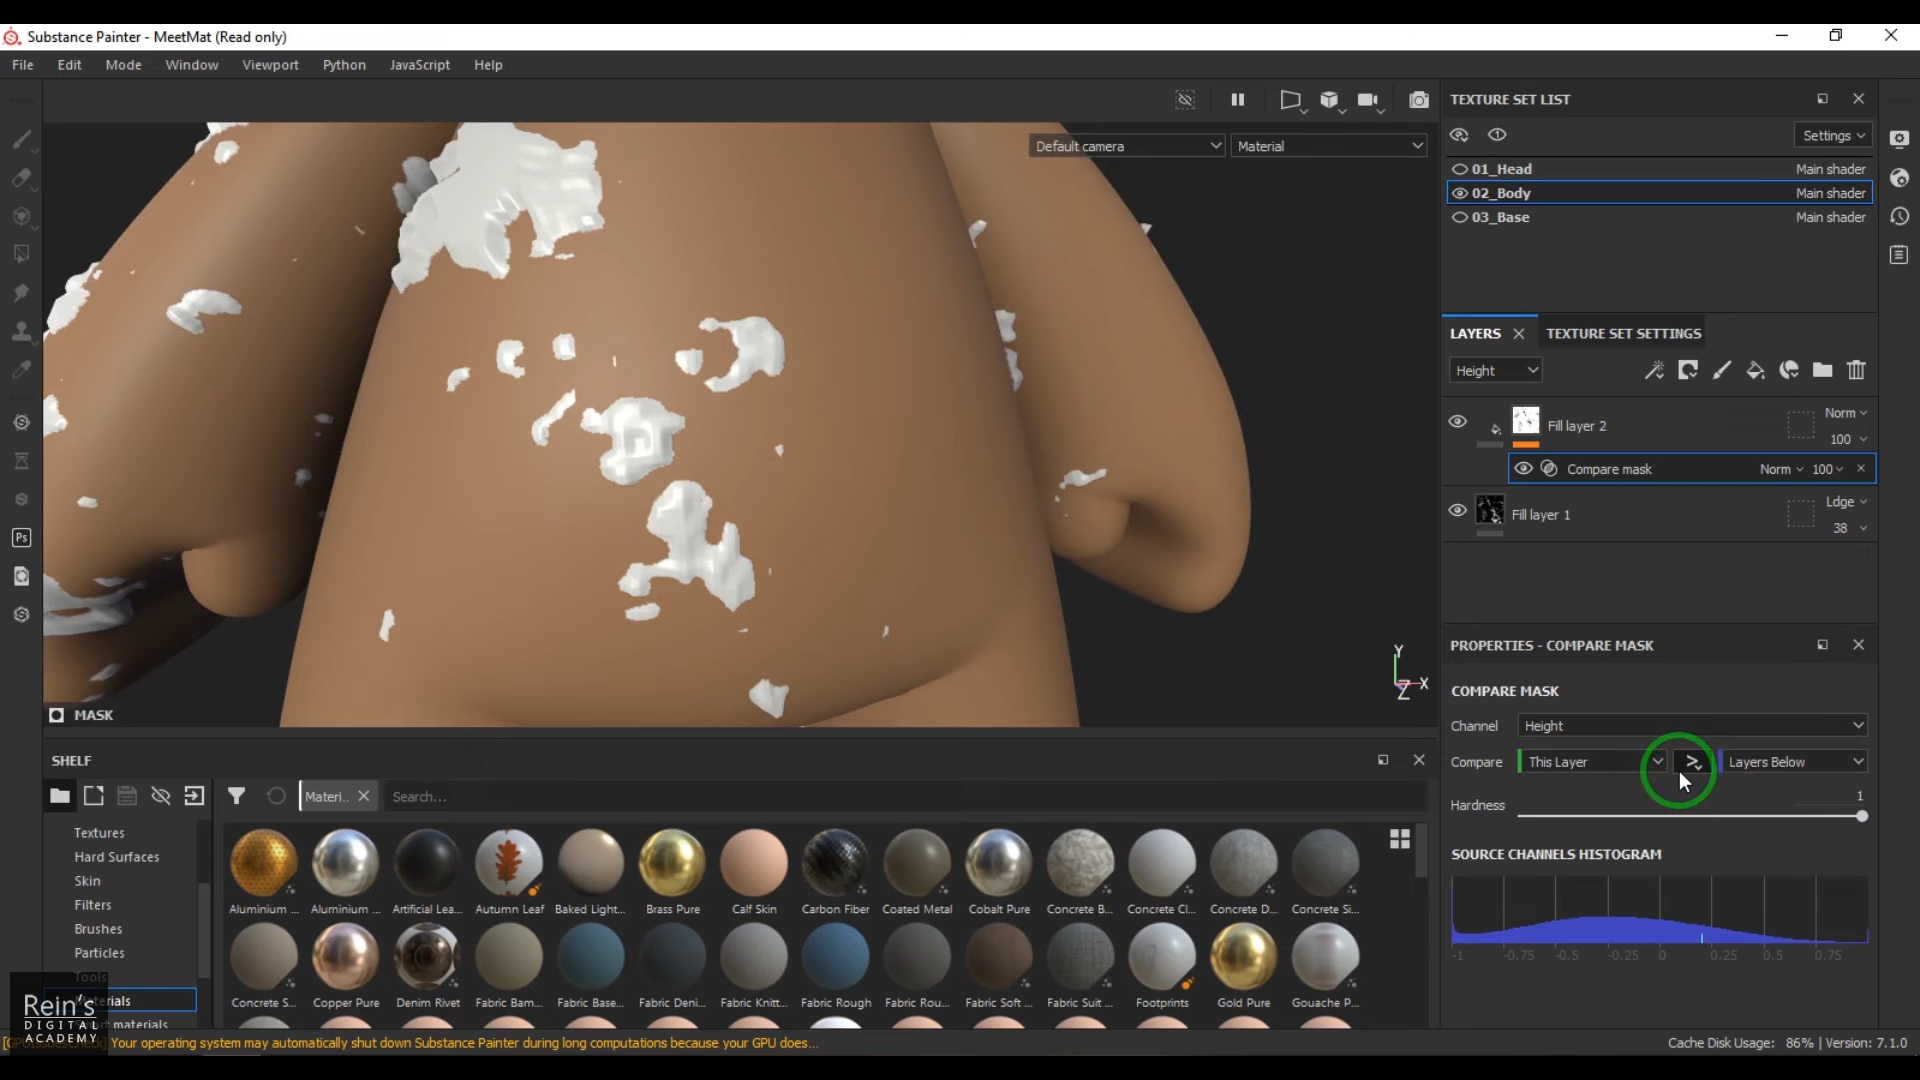 Substance Painter - MeetMat (Read only)
File Edit Mode Window Viewport Python JavaScript Help
Default camera Material
MASK
Y
X
Z
TEXTURE SET LIST
Settings
01_Head Main shader
02_Body Main shader
03_Base Main shader
LAYERS TEXTURE SET SETTINGS
Height
Fill layer 2 Norm
100
Compare mask Norm 100
Fill layer 1 Ldge
38
PROPERTIES - COMPARE MASK
COMPARE MASK
Channel Height
Compare This Layer > Layers Below
Hardness 1
SOURCE CHANNELS HISTOGRAM
-1 -0.75 -0.5 -0.25 0 0.25 0.5 0.75
SHELF
Materi.. Search...
Textures
Hard Surfaces
Skin
Filters
Brushes
Particles
Tools
Aluminium ... Aluminium ... Artificial Lea... Autumn Leaf Baked Light... Brass Pure Calf Skin Carbon Fiber Coated Metal Cobalt Pure Concrete B... Concrete Cl... Concrete D... Concrete Si...
Concrete S... Copper Pure Denim Rivet Fabric Bam... Fabric Base... Fabric Deni... Fabric Knitt... Fabric Rough Fabric Rou... Fabric Soft ... Fabric Suit ... Footprints Gold Pure Gouache P...
Ps
Rein's
DIGITAL
ACADEMY
Your operating system may automatically shut down Substance Painter during long computations because your GPU does...
Cache Disk Usage: 86% | Version: 7.1.0